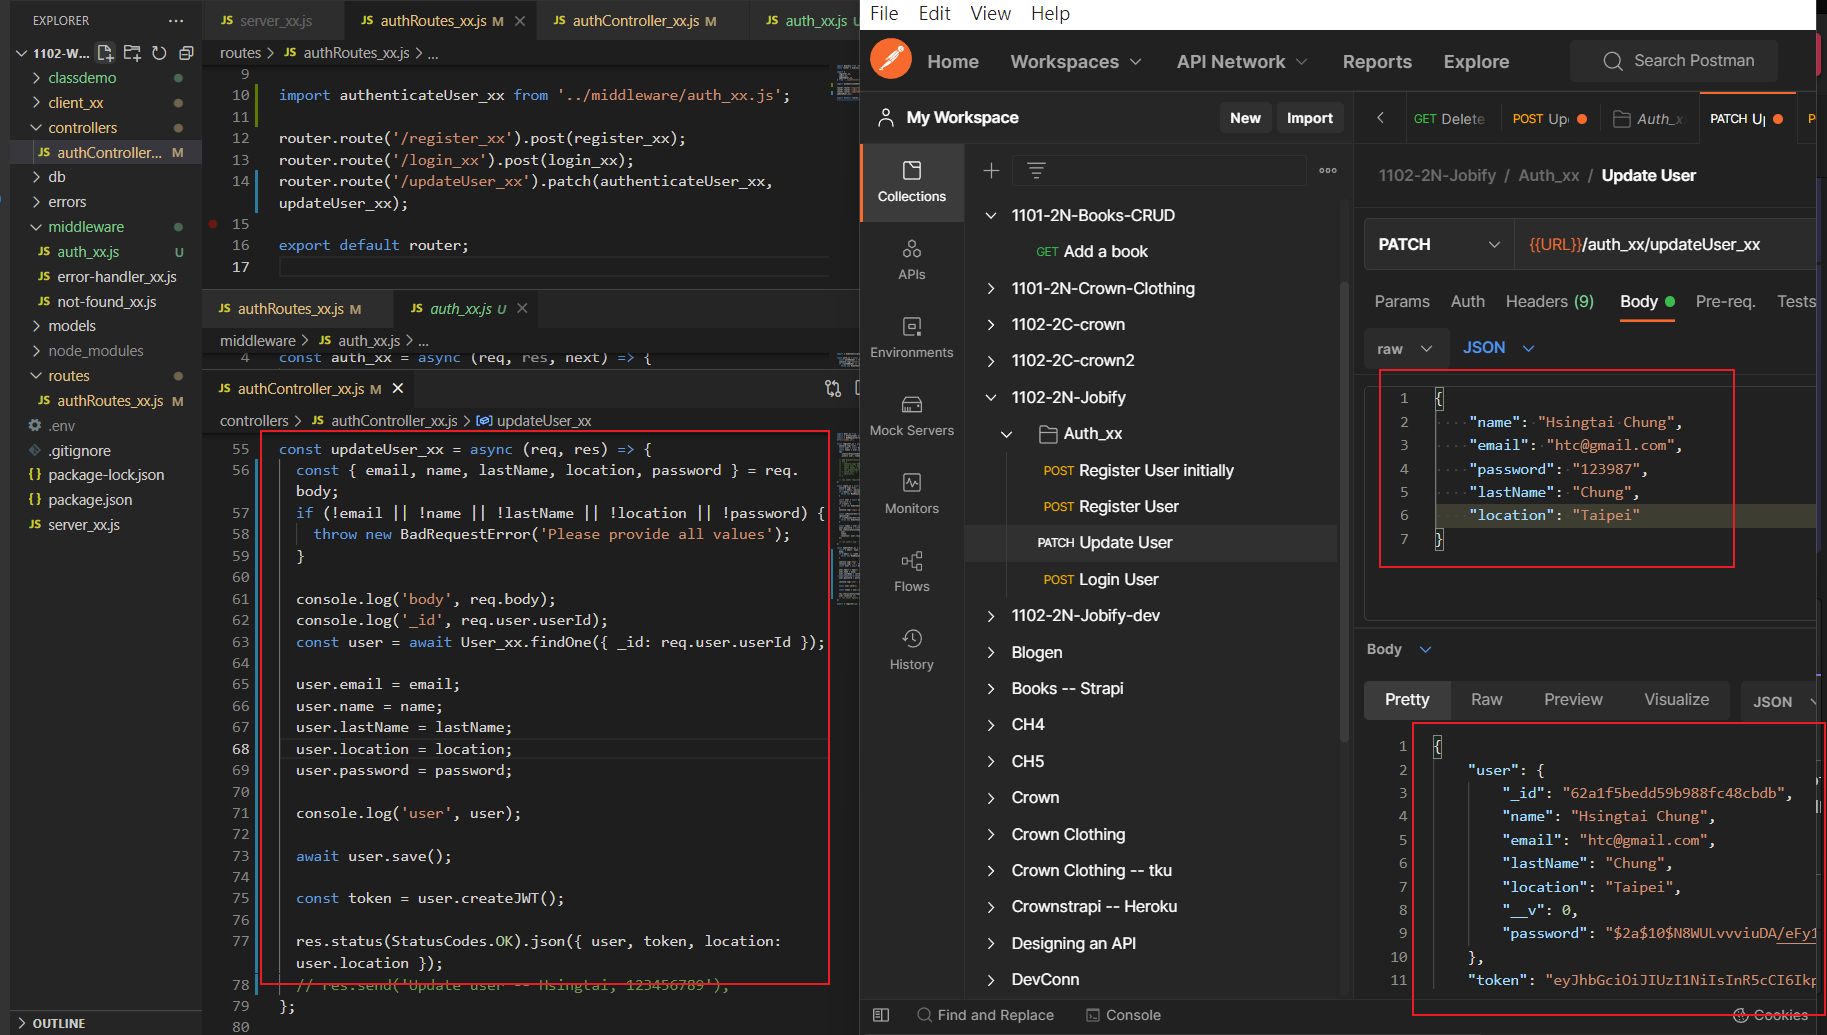 EXPLORER
1102-W...
classdemo
client_xx
controllers
JS authController... M
db
errors
middleware
JS auth_xx.js U
JS error-handler_xx.js
JS not-found_xx.js
models
node_modules
routes
JS authRoutes_xx.js M
.env
.gitignore
{} package-lock.json
{} package.json
JS server_xx.js
OUTLINE
JS server_xx.js
JS authRoutes_xx.js M
JS authController_xx.js M
JS auth_xx.js U
routes > JS authRoutes_xx.js > ...
9
10 import authenticateUser_xx from '../middleware/auth_xx.js';
11
12 router.route('/register_xx').post(register_xx);
13 router.route('/login_xx').post(login_xx);
14 router.route('/updateUser_xx').patch(authenticateUser_xx,
updateUser_xx);
15
16 export default router;
17
JS authRoutes_xx.js M
JS auth_xx.js U
middleware > JS auth_xx.js > ...
4 const auth_xx = async (req, res, next) => {
JS authController_xx.js M
controllers > JS authController_xx.js > updateUser_xx
55 const updateUser_xx = async (req, res) => {
56 const { email, name, lastName, location, password } = req.
body;
57 if (!email || !name || !lastName || !location || !password) {
58 throw new BadRequestError('Please provide all values');
59 }
60
61 console.log('body', req.body);
62 console.log('_id', req.user.userId);
63 const user = await User_xx.findOne({ _id: req.user.userId });
64
65 user.email = email;
66 user.name = name;
67 user.lastName = lastName;
68 user.location = location;
69 user.password = password;
70
71 console.log('user', user);
72
73 await user.save();
74
75 const token = user.createJWT();
76
77 res.status(StatusCodes.OK).json({ user, token, location:
user.location });
78 // res.send('Update user -- Hsingtai, 123456789');
79 };
80
File Edit View Help
Home Workspaces API Network Reports Explore
Search Postman
My Workspace
New
Import
Collections
APIs
Environments
Mock Servers
Monitors
Flows
History
1101-2N-Books-CRUD
GET Add a book
1101-2N-Crown-Clothing
1102-2C-crown
1102-2C-crown2
1102-2N-Jobify
Auth_xx
POST Register User initially
POST Register User
PATCH Update User
POST Login User
1102-2N-Jobify-dev
Blogen
Books -- Strapi
CH4
CH5
Crown
Crown Clothing
Crown Clothing -- tku
Crownstrapi -- Heroku
Designing an API
DevConn
Find and Replace
Console
GET Delete
POST Up
Auth_x
PATCH U
P
1102-2N-Jobify / Auth_xx / Update User
PATCH
{{URL}}/auth_xx/updateUser_xx
Params Auth Headers (9) Body Pre-req. Tests
raw JSON
1 {
2 "name": "Hsingtai Chung",
3 "email": "htc@gmail.com",
4 "password": "123987",
5 "lastName": "Chung",
6 "location": "Taipei"
7 }
Body
Pretty Raw Preview Visualize JSON
1 {
2 "user": {
3 "_id": "62a1f5bedd59b988fc48cbdb",
4 "name": "Hsingtai Chung",
5 "email": "htc@gmail.com",
6 "lastName": "Chung",
7 "location": "Taipei",
8 "__v": 0,
9 "password": "$2a$10$N8WULvvviuDA/eFy1
10 },
11 "token": "eyJhbGciOiJIUzI1NiIsInR5cCI6Ikp
Cookies